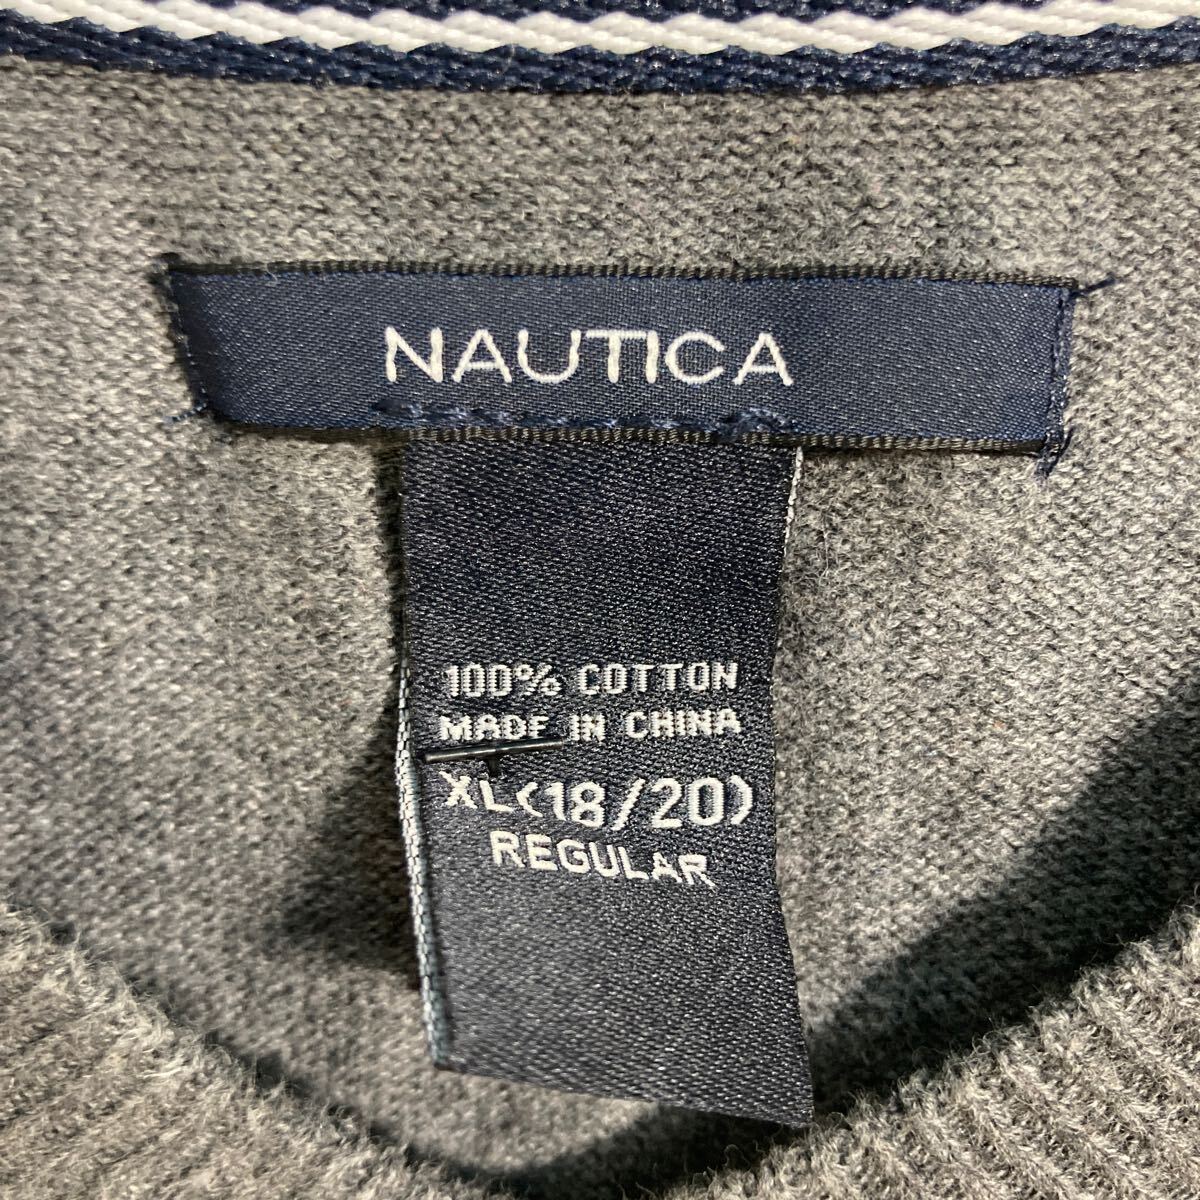 NAUTICA
100% COTTON
MADE IN CHINA
XL(18/20)
REGULAR